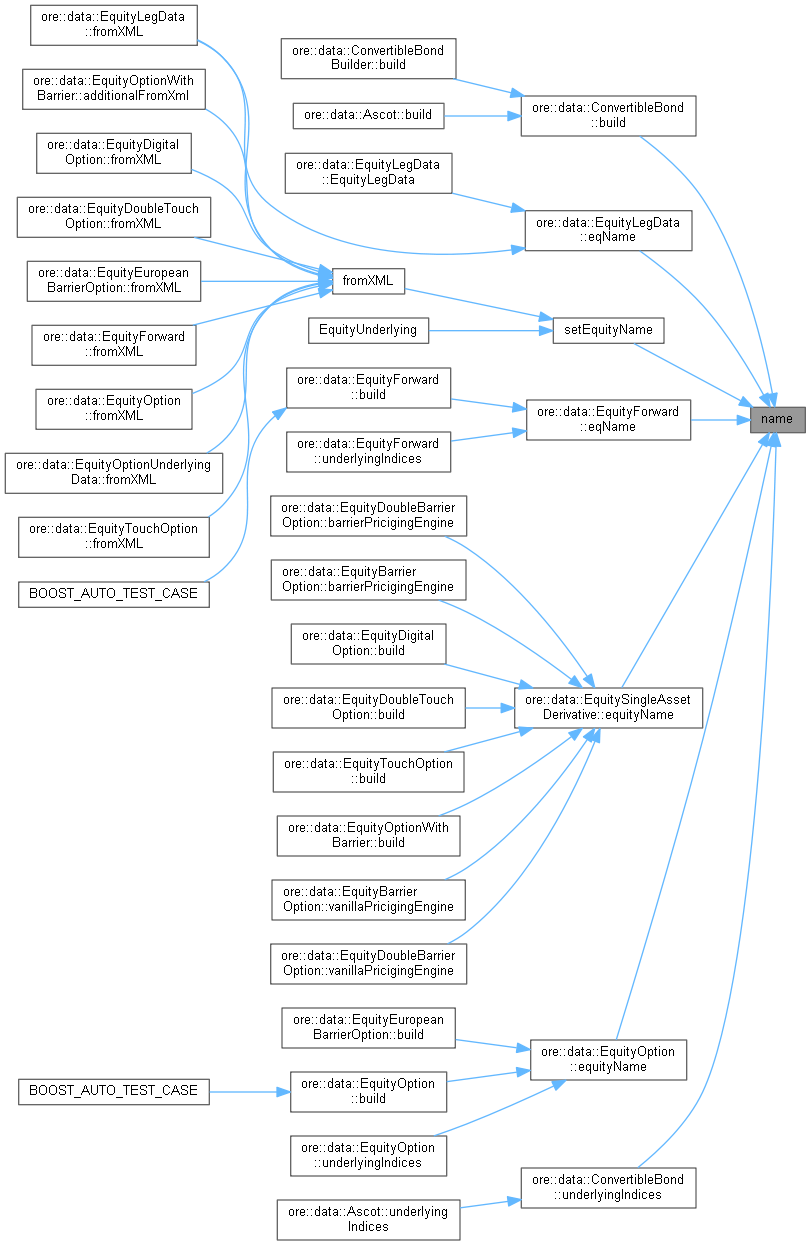 ore::data::EquityLegData
::fromXML
ore::data::EquityOptionWith
Barrier::additionalFromXml
ore::data::EquityDigital
Option::fromXML
ore::data::EquityDoubleTouch
Option::fromXML
ore::data::EquityEuropean
BarrierOption::fromXML
ore::data::EquityForward
::fromXML
ore::data::EquityOption
::fromXML
ore::data::EquityOptionUnderlying
Data::fromXML
ore::data::EquityTouchOption
::fromXML
BOOST_AUTO_TEST_CASE
BOOST_AUTO_TEST_CASE
ore::data::ConvertibleBond
Builder::build
ore::data::Ascot::build
ore::data::EquityLegData
::EquityLegData
fromXML
EquityUnderlying
ore::data::EquityForward
::build
ore::data::EquityForward
::underlyingIndices
ore::data::EquityDoubleBarrier
Option::barrierPricigingEngine
ore::data::EquityBarrier
Option::barrierPricigingEngine
ore::data::EquityDigital
Option::build
ore::data::EquityDoubleTouch
Option::build
ore::data::EquityTouchOption
::build
ore::data::EquityOptionWith
Barrier::build
ore::data::EquityBarrier
Option::vanillaPricigingEngine
ore::data::EquityDoubleBarrier
Option::vanillaPricigingEngine
ore::data::EquityEuropean
BarrierOption::build
ore::data::EquityOption
::build
ore::data::EquityOption
::underlyingIndices
ore::data::Ascot::underlying
Indices
ore::data::ConvertibleBond
::build
ore::data::EquityLegData
::eqName
setEquityName
ore::data::EquityForward
::eqName
ore::data::EquitySingleAsset
Derivative::equityName
ore::data::EquityOption
::equityName
ore::data::ConvertibleBond
::underlyingIndices
name